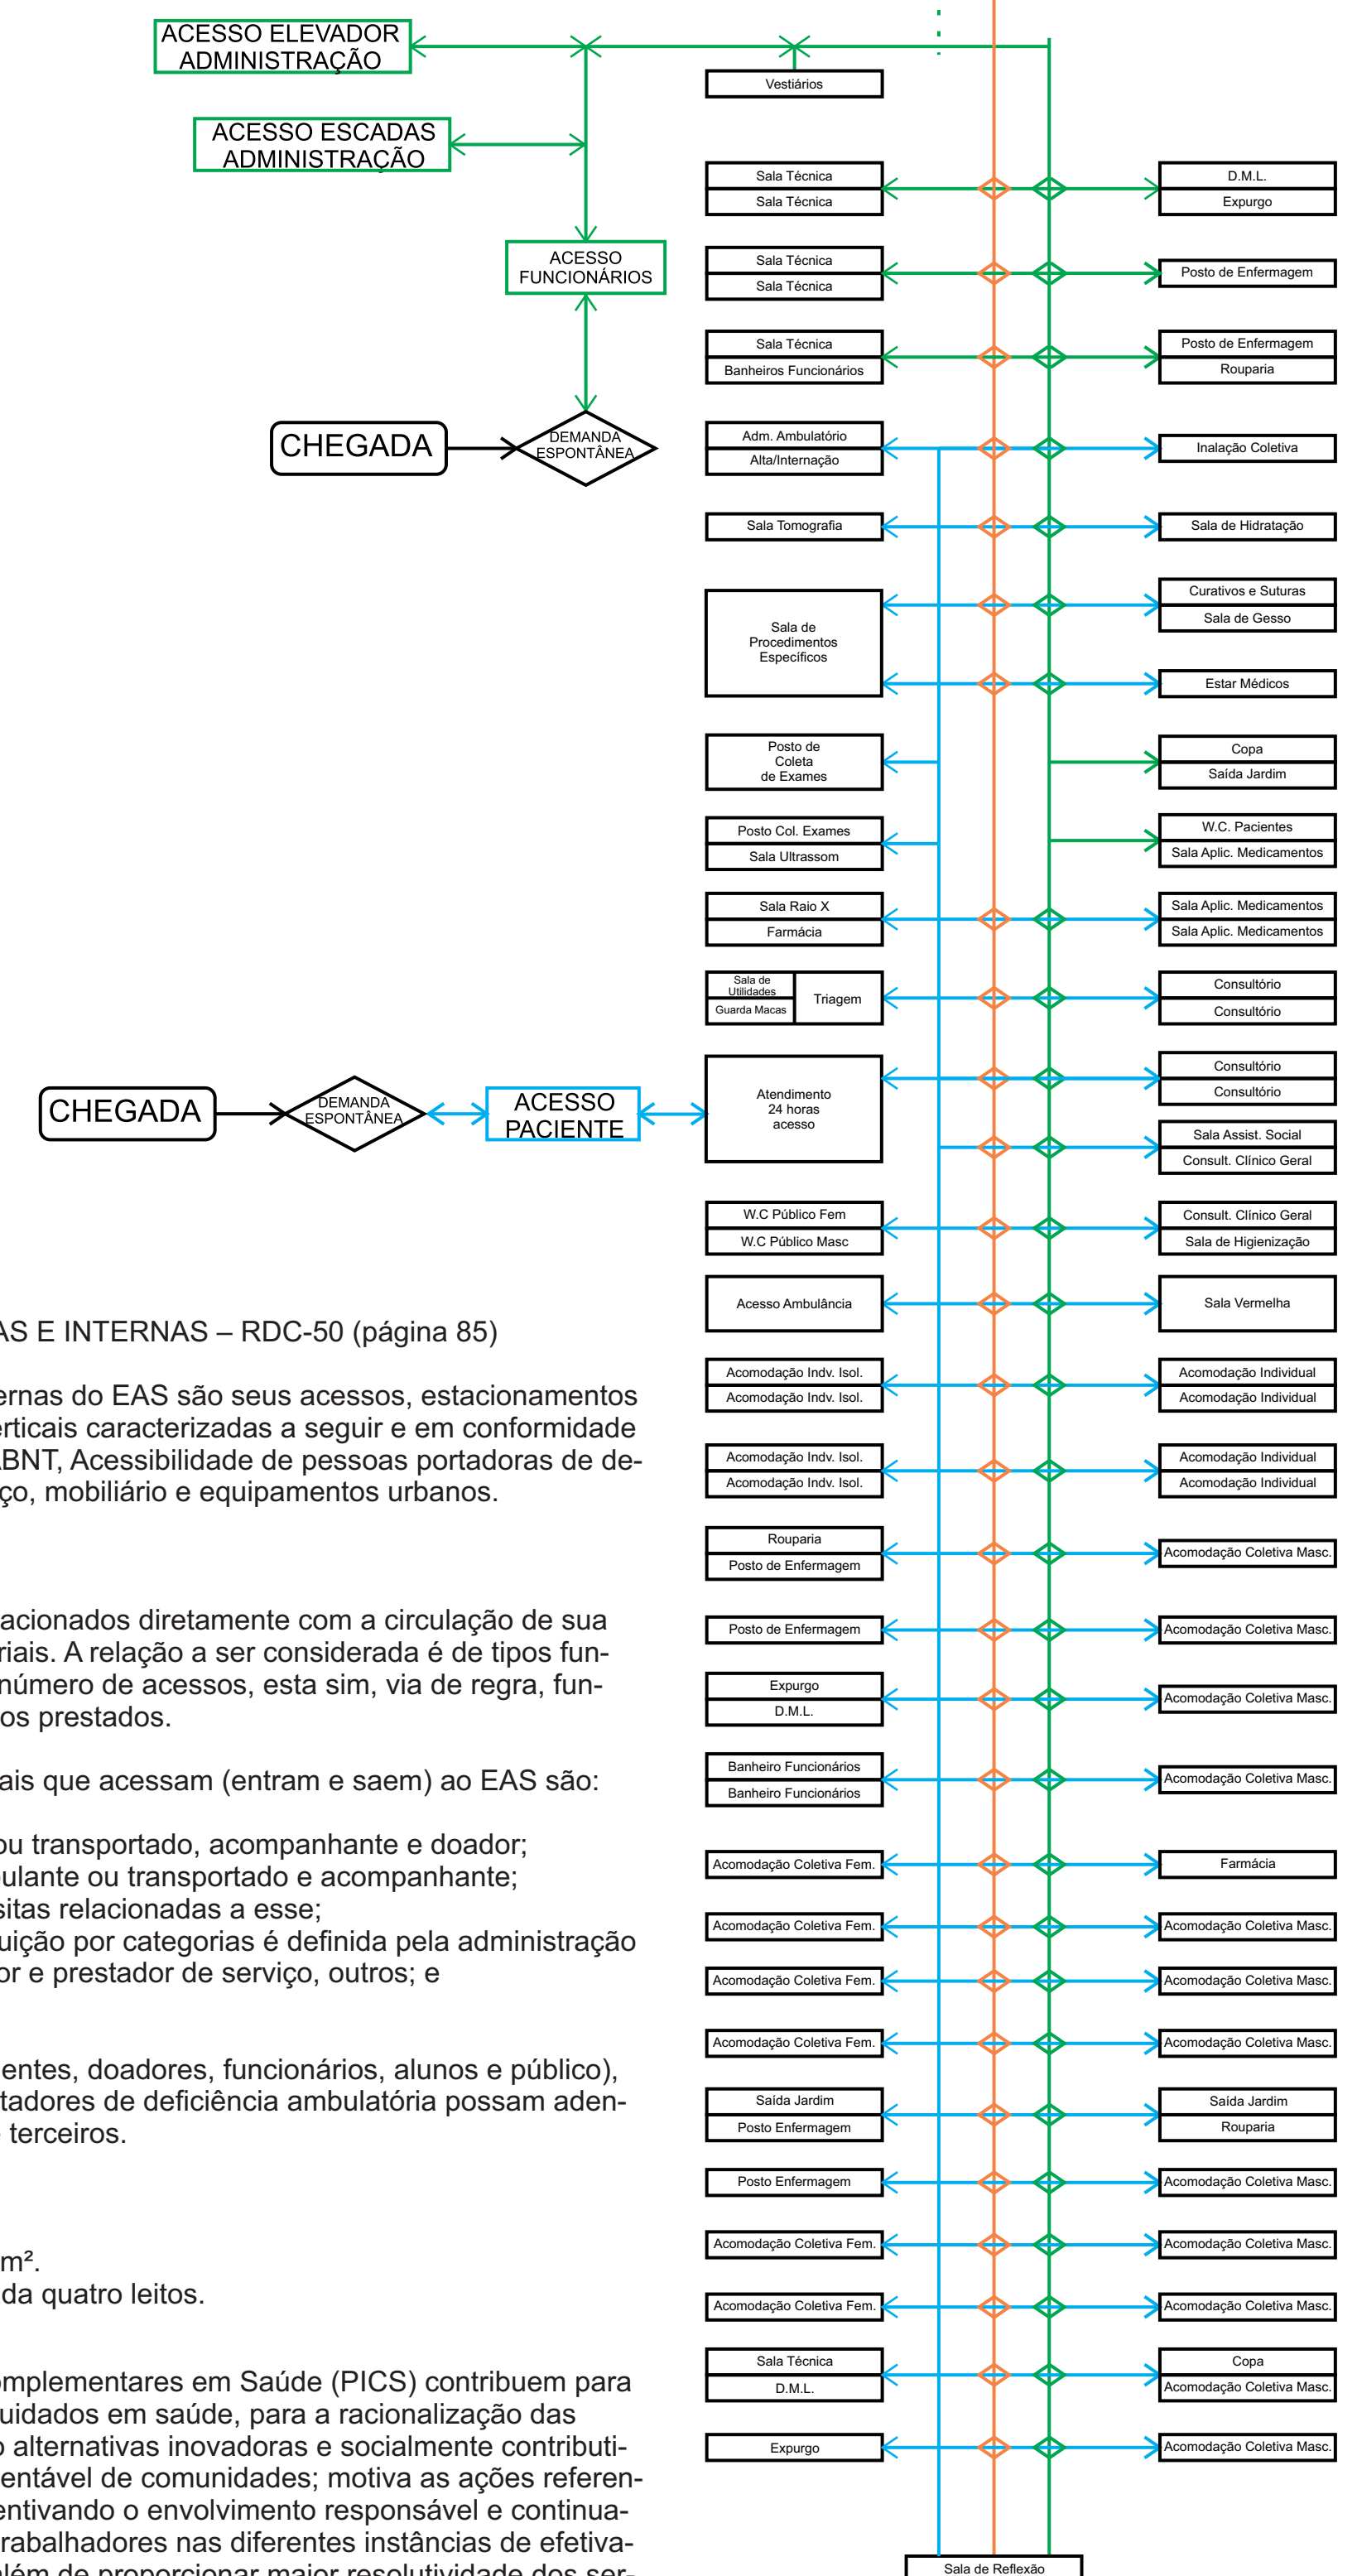 ACESSO ELEVADOR
ADMINISTRAÇÃO
Vestiários
ACESSO ESCADAS
ADMINISTRAÇÃO
Sala Técnica
Sala Técnica
D.M.L.
Expurgo
ACESSO
FUNCIONÁRIOS
Sala Técnica
Sala Técnica
Posto de Enfermagem
Sala Técnica
Banheiros Funcionários
Posto de Enfermagem
Rouparia
CHEGADA
DEMANDA
ESPONTÂNEA
Adm. Ambulatório
Alta/Internação
Inalação Coletiva
Sala Tomografia
Sala de Hidratação
Sala de
Procedimentos
Específicos
Curativos e Suturas
Sala de Gesso
Estar Médicos
Posto de
Coleta
de Exames
Copa
Saída Jardim
Posto Col. Exames
Sala Ultrassom
W.C. Pacientes
Sala Aplic. Medicamentos
Sala Raio X
Farmácia
Sala Aplic. Medicamentos
Sala Aplic. Medicamentos
Sala de
Utilidades
Guarda Macas
Triagem
Consultório
Consultório
CHEGADA
DEMANDA
ESPONTÂNEA
ACESSO
PACIENTE
Atendimento
24 horas
acesso
Consultório
Consultório
Sala Assist. Social
Consult. Clínico Geral
W.C Público Fem
W.C Público Masc
Consult. Clínico Geral
Sala de Higienização
Acesso Ambulância
Sala Vermelha
Acomodação Indv. Isol.
Acomodação Indv. Isol.
Acomodação Individual
Acomodação Individual
Acomodação Indv. Isol.
Acomodação Indv. Isol.
Acomodação Individual
Acomodação Individual
Rouparia
Posto de Enfermagem
Acomodação Coletiva Masc.
Posto de Enfermagem
Acomodação Coletiva Masc.
Expurgo
D.M.L.
Acomodação Coletiva Masc.
Banheiro Funcionários
Banheiro Funcionários
Acomodação Coletiva Masc.
Acomodação Coletiva Fem.
Farmácia
Acomodação Coletiva Fem.
Acomodação Coletiva Masc.
Acomodação Coletiva Fem.
Acomodação Coletiva Masc.
Acomodação Coletiva Fem.
Acomodação Coletiva Masc.
Saída Jardim
Posto Enfermagem
Saída Jardim
Rouparia
Posto Enfermagem
Acomodação Coletiva Masc.
Acomodação Coletiva Fem.
Acomodação Coletiva Masc.
Acomodação Coletiva Fem.
Acomodação Coletiva Masc.
Sala Técnica
D.M.L.
Copa
Acomodação Coletiva Masc.
Expurgo
Acomodação Coletiva Masc.
Sala de Reflexão
AS E INTERNAS – RDC-50 (página 85)
ernas do EAS são seus acessos, estacionamentos
erticais caracterizadas a seguir e em conformidade
ABNT, Acessibilidade de pessoas portadoras de de-
ço, mobiliário e equipamentos urbanos.
acionados diretamente com a circulação de sua
riais. A relação a ser considerada é de tipos fun-
número de acessos, esta sim, via de regra, fun-
os prestados.
ais que acessam (entram e saem) ao EAS são:
ou transportado, acompanhante e doador;
bulante ou transportado e acompanhante;
sitas relacionadas a esse;
uição por categorias é definida pela administração
or e prestador de serviço, outros; e
entes, doadores, funcionários, alunos e público),
tadores de deficiência ambulatória possam aden-
e terceiros.
m².
da quatro leitos.
omplementares em Saúde (PICS) contribuem para
uidados em saúde, para a racionalização das
o alternativas inovadoras e socialmente contributi-
entável de comunidades; motiva as ações referen-
entivando o envolvimento responsável e continua-
trabalhadores nas diferentes instâncias de efetiva-
além de proporcionar maior resolutividade dos ser-